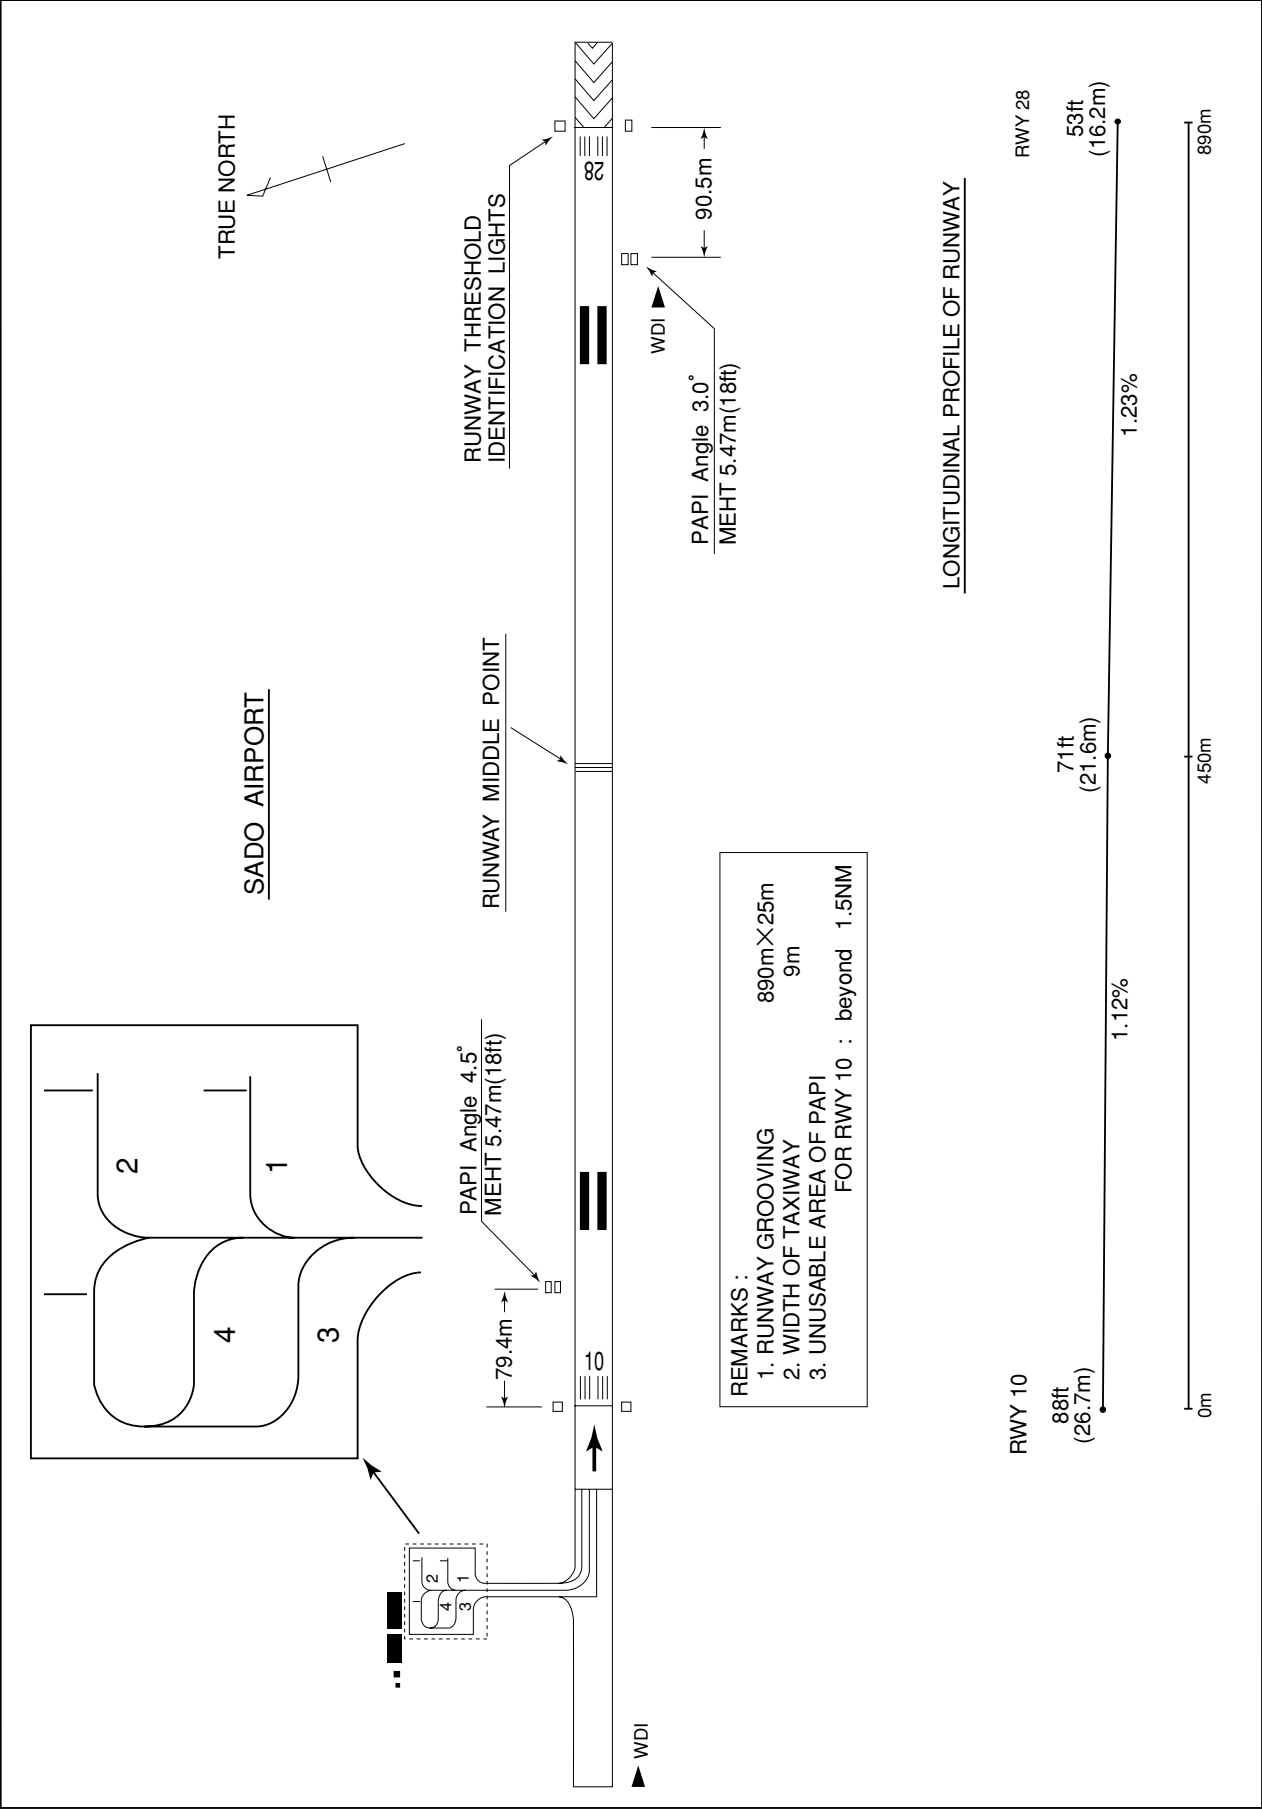 SADO AIRPORT
TRUE NORTH
2
1
4
3
RUNWAY THRESHOLD
IDENTIFICATION LIGHTS
RUNWAY MIDDLE POINT
PAPI Angle 4.5°
MEHT 5.47m(18ft)
79.4m
2
1
4
3
10
28
WDI
WDI
90.5m
PAPI Angle 3.0°
MEHT 5.47m(18ft)
REMARKS :
1. RUNWAY GROOVING 890m×25m
2. WIDTH OF TAXIWAY 9m
3. UNUSABLE AREA OF PAPI
FOR RWY 10 : beyond 1.5NM
LONGITUDINAL PROFILE OF RUNWAY
RWY 10
RWY 28
88ft
(26.7m)
71ft
(21.6m)
53ft
(16.2m)
1.12%
1.23%
0m
450m
890m